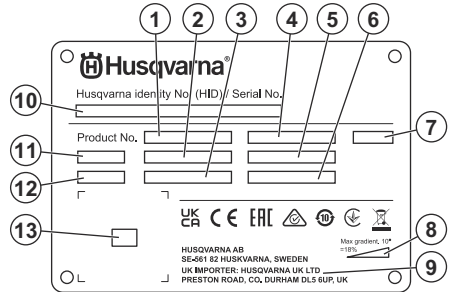 1
2
3
4
5
6
Husqvarna®
Husqvarna identity No. (HID) / Serial No.
10
Product No.
7
11
12
13
UK
CA CE EAC 10
Max gradient, 10°
=18%
8
HUSQVARNA AB
SE-561 82 HUSKVARNA, SWEDEN
UK IMPORTER: HUSQVARNA UK LTD
9
PRESTON ROAD, CO. DURHAM DL5 6UP, UK